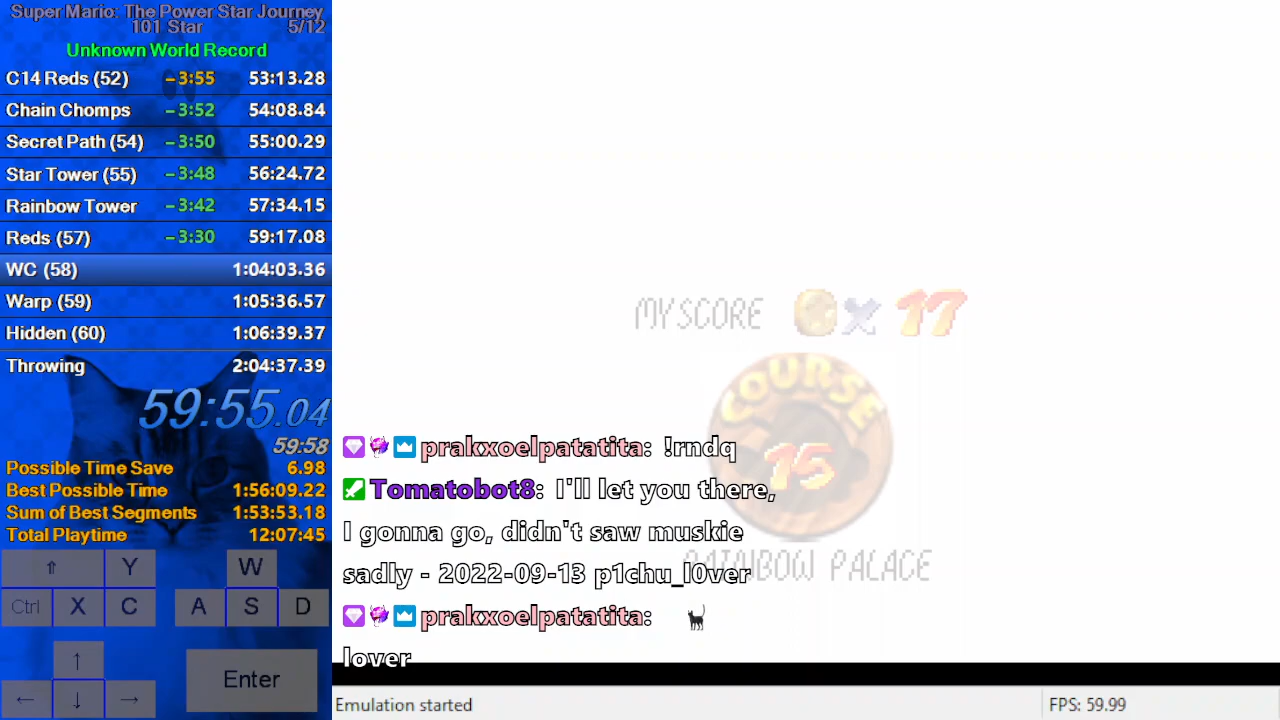 Super Mario: The Power Star Journey
101 Star 5/12
Unknown World Record
C14 Reds (52) -3:55 53:13.28
Chain Chomps -3:52 54:08.84
Secret Path (54) -3:50 55:00.29
Star Tower (55) -3:48 56:24.72
Rainbow Tower -3:42 57:34.15
Reds (57) -3:30 59:17.08
WC (58) 1:04:03.36
Warp (59) 1:05:36.57
Hidden (60) 1:06:39.37
Throwing 2:04:37.39
59:55.04
59:58
Possible Time Save 6.98
Best Possible Time 1:56:09.22
Sum of Best Segments 1:53:53.18
Total Playtime 12:07:45
⇑ Y W
Ctrl X C A S D
↑
← ↓ → Enter
MY SCORE × 17
COURSE
15
RAINBOW PALACE
prakxoelpatatita: !rndq
Tomatobot8: I'll let you there,
I gonna go, didn't saw muskie
sadly - 2022-09-13 p1chu_l0ver
prakxoelpatatita:
lover
Emulation started FPS: 59.99